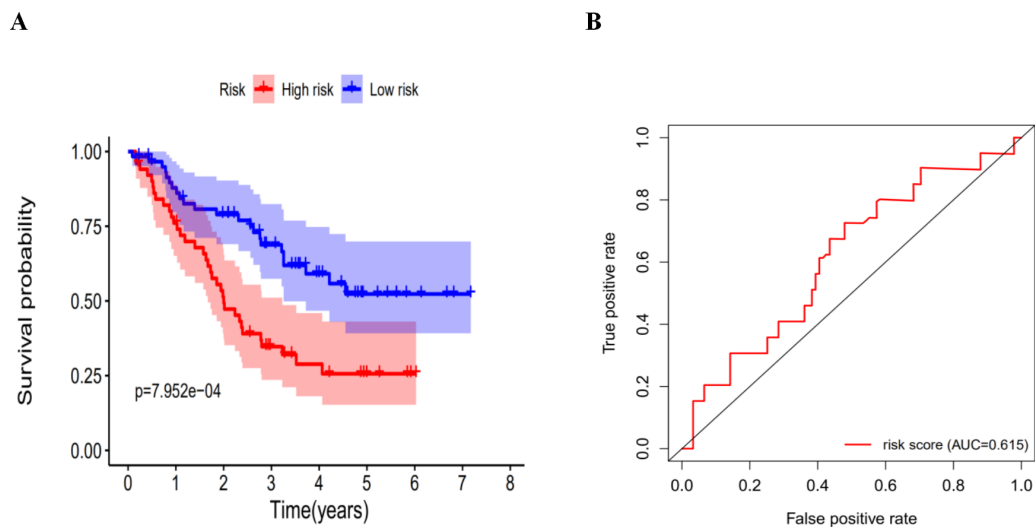 A
B
Risk High risk Low risk
Survival probability
1.00
0.75
0.50
0.25
0.00
p=7.952e−04
0 1 2 3 4 5 6 7 8
Time(years)
True positive rate
1.0
0.8
0.6
0.4
0.2
0.0
risk score (AUC=0.615)
0.0 0.2 0.4 0.6 0.8 1.0
False positive rate